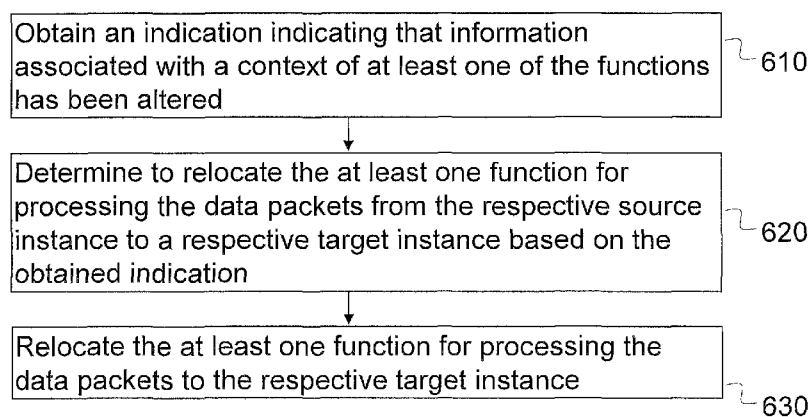 Obtain an indication indicating that information
associated with a context of at least one of the functions
has been altered
610
Determine to relocate the at least one function for
processing the data packets from the respective source
instance to a respective target instance based on the
obtained indication
620
Relocate the at least one function for processing the
data packets to the respective target instance
630